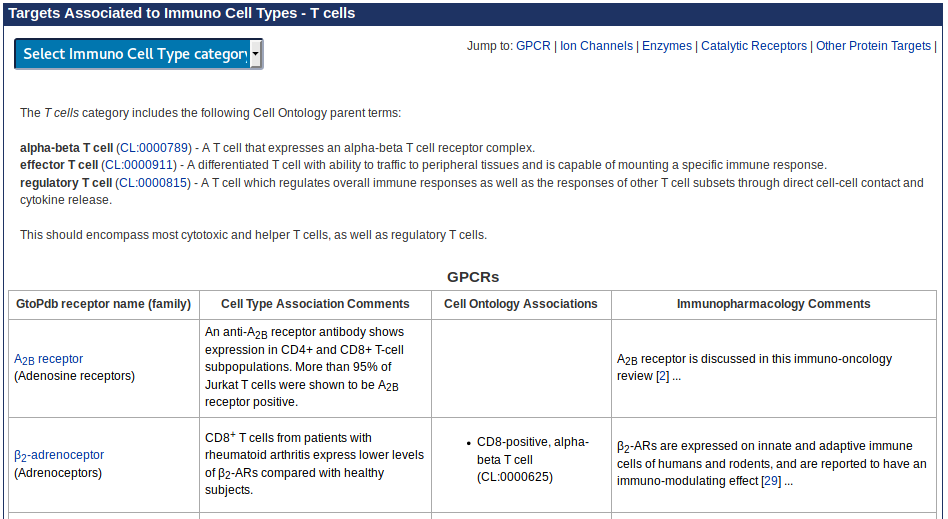 Targets Associated to Immuno Cell Types - T cells
Select Immuno Cell Type category
Jump to: GPCR | Ion Channels | Enzymes | Catalytic Receptors | Other Protein Targets |
The T cells category includes the following Cell Ontology parent terms:
alpha-beta T cell (CL:0000789) - A T cell that expresses an alpha-beta T cell receptor complex.
effector T cell (CL:0000911) - A differentiated T cell with ability to traffic to peripheral tissues and is capable of mounting a specific immune response.
regulatory T cell (CL:0000815) - A T cell which regulates overall immune responses as well as the responses of other T cell subsets through direct cell-cell contact and
cytokine release.
This should encompass most cytotoxic and helper T cells, as well as regulatory T cells.
GPCRs
GtoPdb receptor name (family)
Cell Type Association Comments
Cell Ontology Associations
Immunopharmacology Comments
A2B receptor
(Adenosine receptors)
An anti-A2B receptor antibody shows
expression in CD4+ and CD8+ T-cell
subpopulations. More than 95% of
Jurkat T cells were shown to be A2B
receptor positive.
A2B receptor is discussed in this immuno-oncology
review [2] ...
β2-adrenoceptor
(Adrenoceptors)
CD8+ T cells from patients with
rheumatoid arthritis express lower levels
of β2-ARs compared with healthy
subjects.
• CD8-positive, alpha-
beta T cell
(CL:0000625)
β2-ARs are expressed on innate and adaptive immune
cells of humans and rodents, and are reported to have an
immuno-modulating effect [29] ...